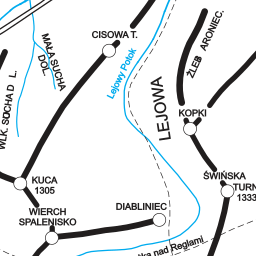 CISOWA T.
MAŁA SUCHA
DOL.
WLK. SUCHA D L.
Lejowy Potok
LEJOWA
ŻLEB ARONIEC.
KOPKI
KUCA
1305
ŚWIŃSKA
TURN
1333
WIERCH
SPALENISKO
DIABLINIEC
nad Reglami